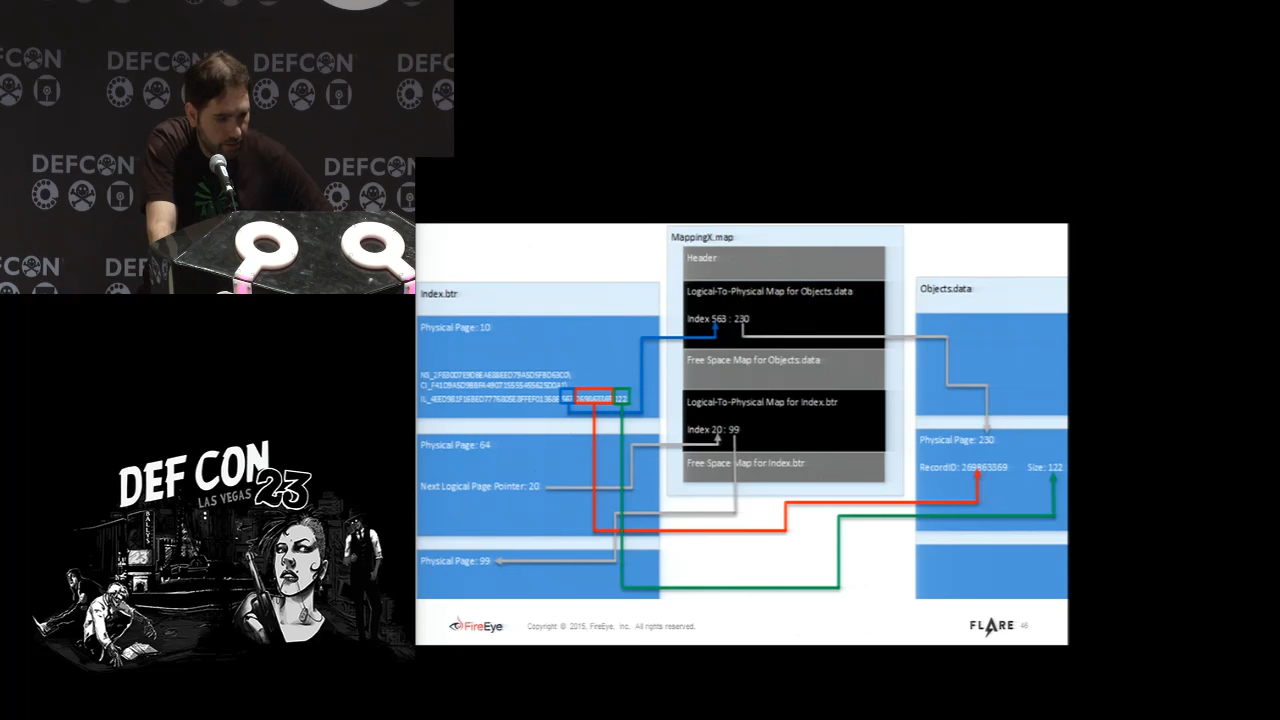 DEFCON DEFCON DEFCON
DEFCON DEFCON
DEF
DEF CON 23
LAS VEGAS
BALLYS
Index.btr
Physical Page: 10
Physical Page: 64
Next Logical Page Pointer: 20
Physical Page: 99
MappingX.map
Header
Logical-To-Physical Map for Objects.data
Index 563 : 230
Free Space Map for Objects.data
Logical-To-Physical Map for Index.btr
Index 20 : 99
Free Space Map for Index.btr
Objects.data
Physical Page: 230
RecordID: 269863369 Size: 122
FireEye
Copyright © 2015, FireEye, Inc. All rights reserved.
FLARE 46